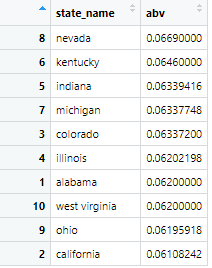 state_name abv
8 nevada 0.06690000
6 kentucky 0.06460000
5 indiana 0.06339416
7 michigan 0.06337748
3 colorado 0.06337200
4 illinois 0.06202198
1 alabama 0.06200000
10 west virginia 0.06200000
9 ohio 0.06195918
2 california 0.06108242